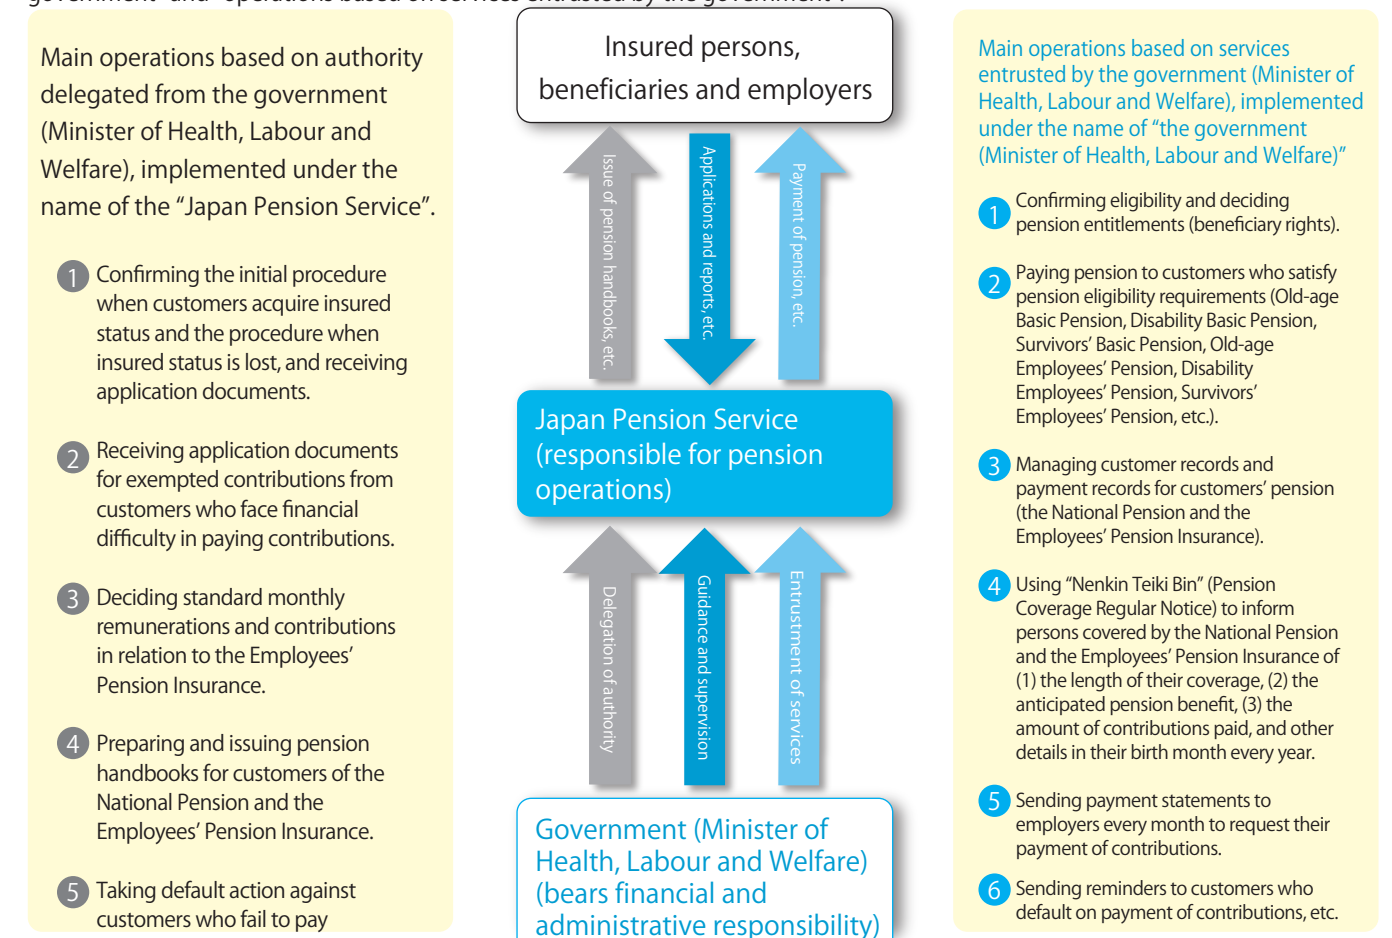 government” and “operations based on services entrusted by the government”.
Main operations based on authority
delegated from the government
(Minister of Health, Labour and
Welfare), implemented under the
name of the “Japan Pension Service”.
1 Confirming the initial procedure
when customers acquire insured
status and the procedure when
insured status is lost, and receiving
application documents.
2 Receiving application documents
for exempted contributions from
customers who face financial
difficulty in paying contributions.
3 Deciding standard monthly
remunerations and contributions
in relation to the Employees’
Pension Insurance.
4 Preparing and issuing pension
handbooks for customers of the
National Pension and the
Employees’ Pension Insurance.
5 Taking default action against
customers who fail to pay
Insured persons,
beneficiaries and employers
Issue of pension handbooks, etc.
Applications and reports, etc.
Payment of pension, etc.
Japan Pension Service
(responsible for pension
operations)
Delegation of authority
Guidance and supervision
Entrustment of services
Government (Minister of
Health, Labour and Welfare)
(bears financial and
administrative responsibility)
Main operations based on services
entrusted by the government (Minister of
Health, Labour and Welfare), implemented
under the name of “the government
(Minister of Health, Labour and Welfare)”
1 Confirming eligibility and deciding
pension entitlements (beneficiary rights).
2 Paying pension to customers who satisfy
pension eligibility requirements (Old-age
Basic Pension, Disability Basic Pension,
Survivors’ Basic Pension, Old-age
Employees’ Pension, Disability
Employees’ Pension, Survivors’
Employees’ Pension, etc.).
3 Managing customer records and
payment records for customers’ pension
(the National Pension and the
Employees’ Pension Insurance).
4 Using “Nenkin Teiki Bin” (Pension
Coverage Regular Notice) to inform
persons covered by the National Pension
and the Employees’ Pension Insurance of
(1) the length of their coverage, (2) the
anticipated pension benefit, (3) the
amount of contributions paid, and other
details in their birth month every year.
5 Sending payment statements to
employers every month to request their
payment of contributions.
6 Sending reminders to customers who
default on payment of contributions, etc.